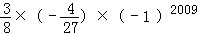 3/8 × (-4/27) × (-1)^2009